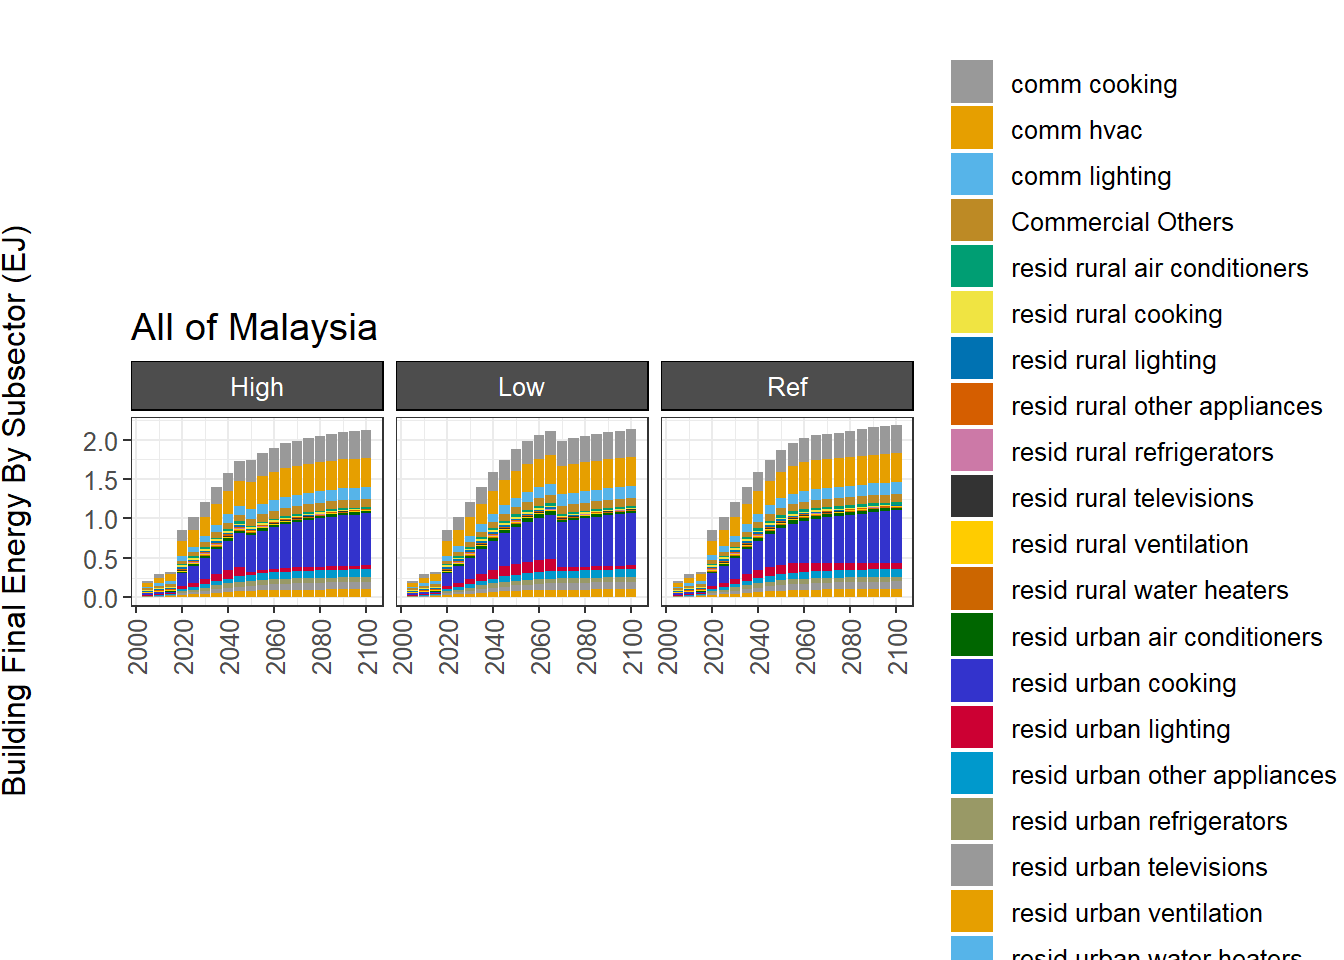 Building Final Energy By Subsector (EJ)
All of Malaysia
High
Low
Ref
2.0
1.5
1.0
0.5
0.0
2000
2020
2040
2060
2080
2100
2000
2020
2040
2060
2080
2100
2000
2020
2040
2060
2080
2100
comm cooking
comm hvac
comm lighting
Commercial Others
resid rural air conditioners
resid rural cooking
resid rural lighting
resid rural other appliances
resid rural refrigerators
resid rural televisions
resid rural ventilation
resid rural water heaters
resid urban air conditioners
resid urban cooking
resid urban lighting
resid urban other appliances
resid urban refrigerators
resid urban televisions
resid urban ventilation
resid urban water heaters